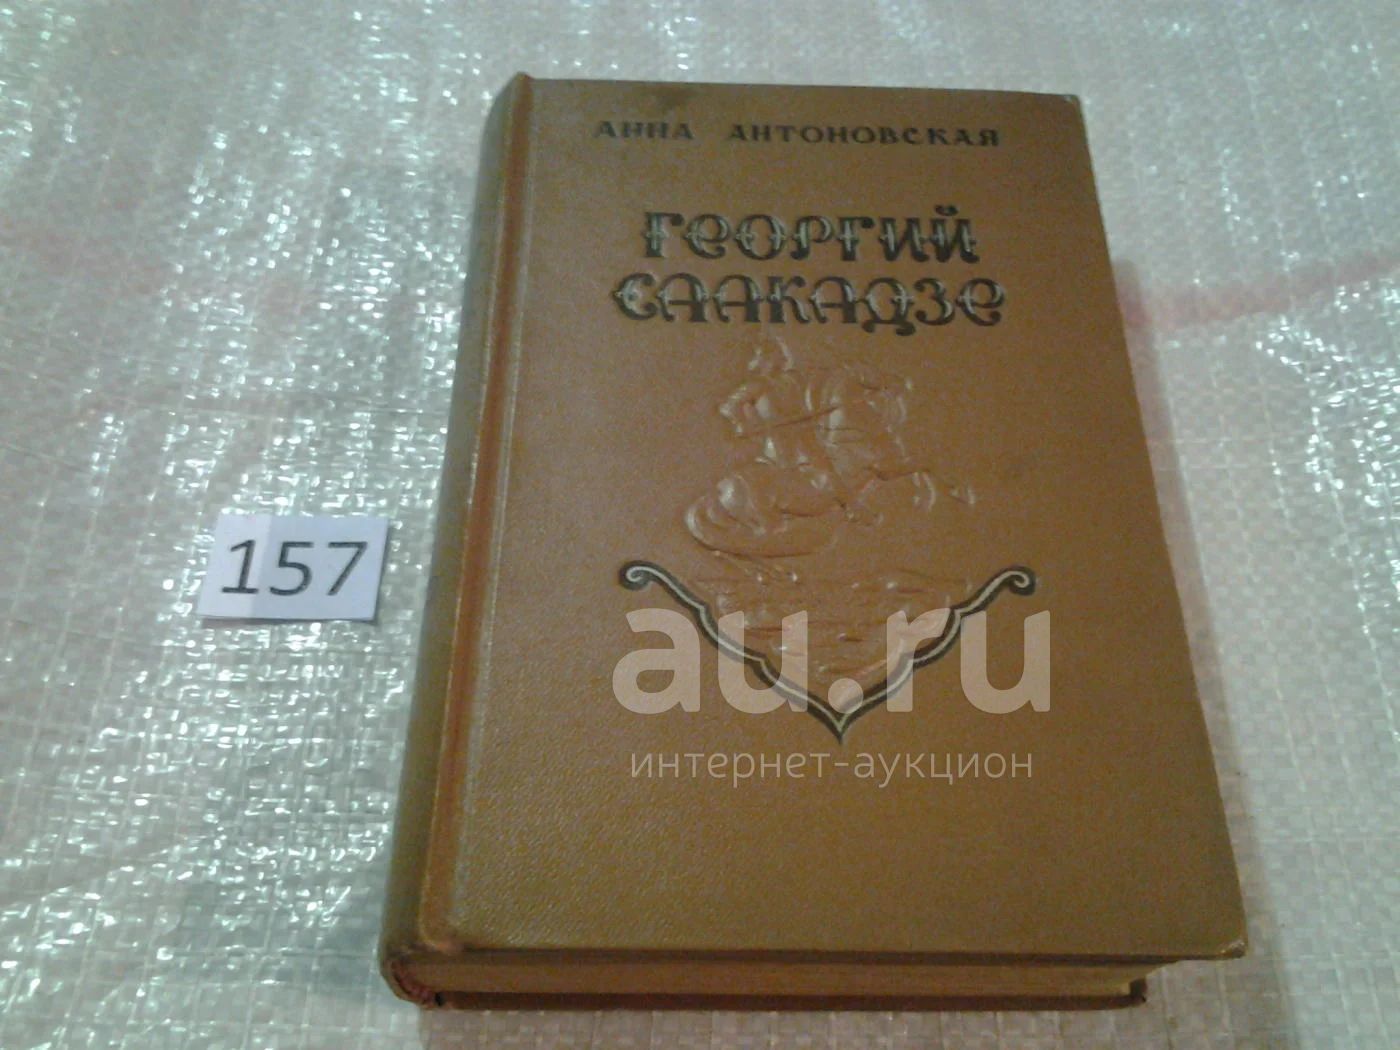 АННА АНТОНОВСКАЯ
ГЕОРГИЙ
СААКАДЗЕ
157
au.ru
интернет-аукцион